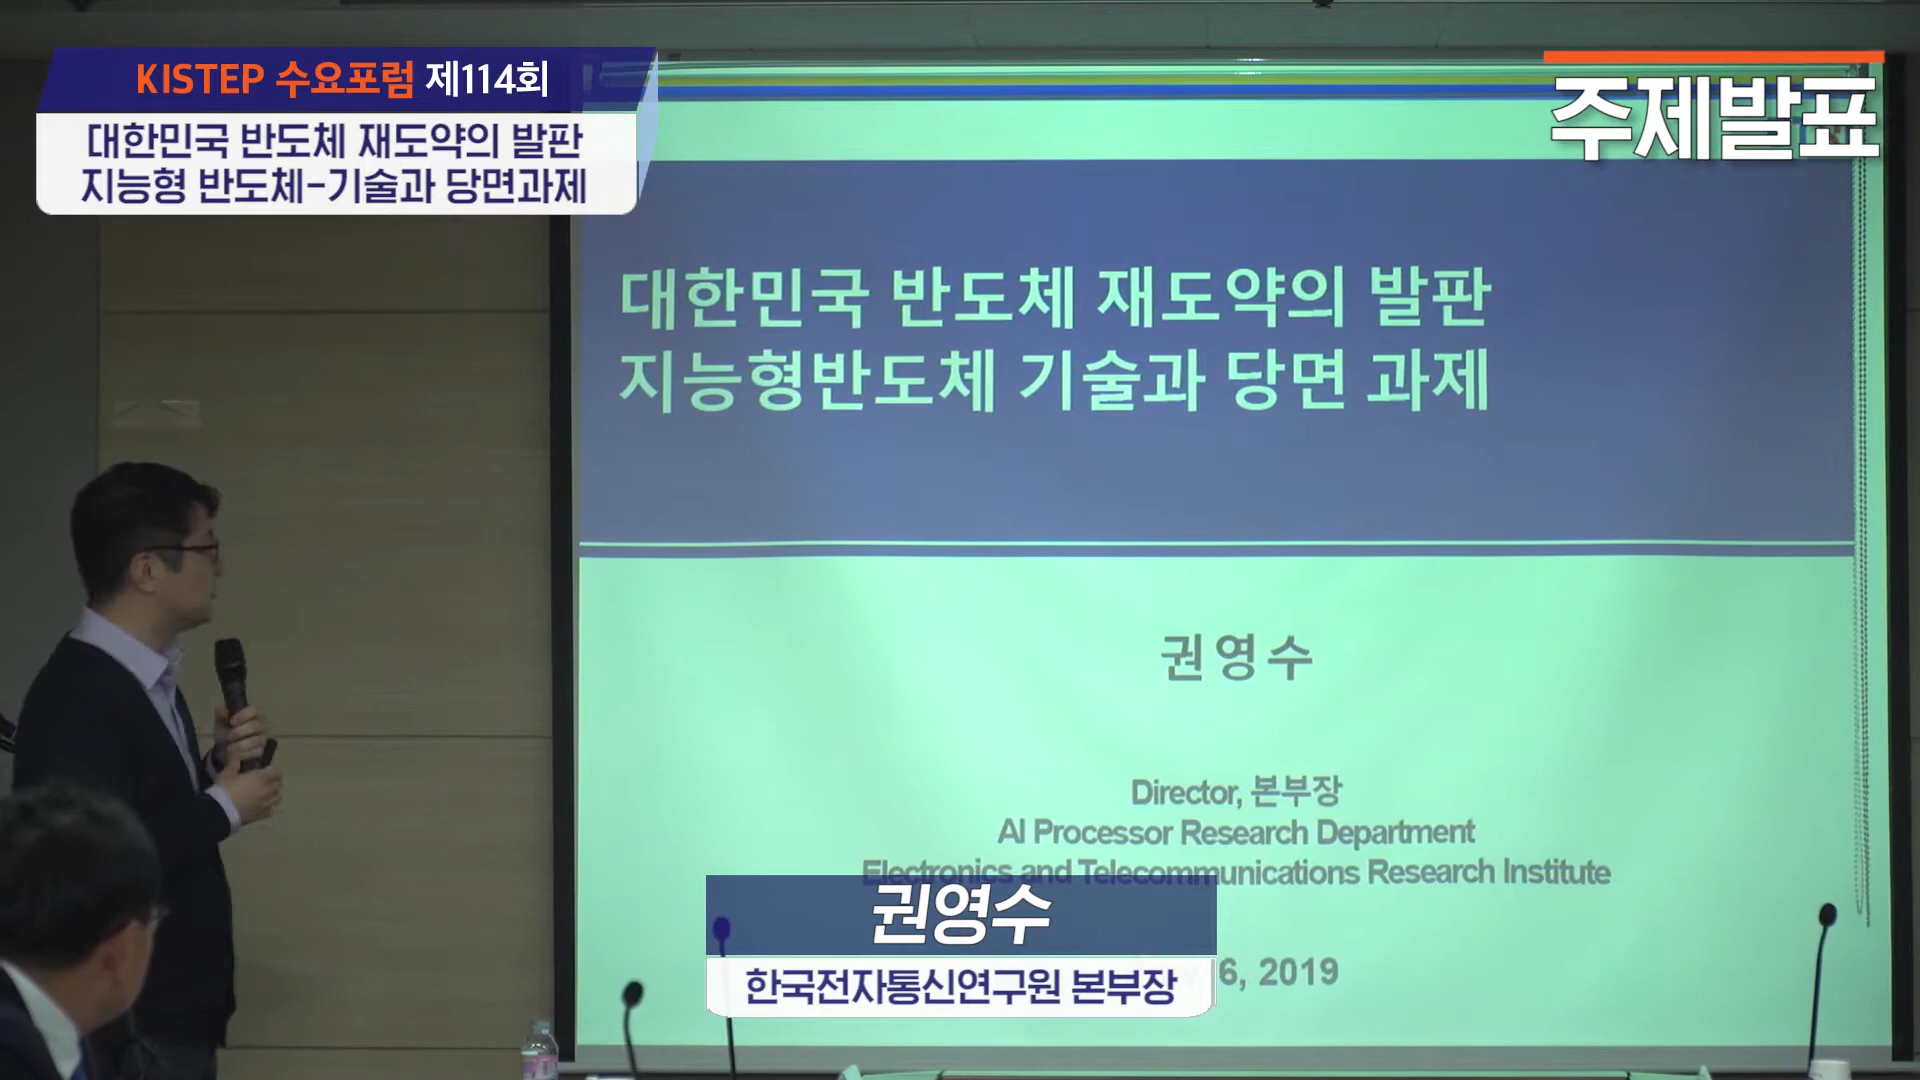 KISTEP 수요포럼 제114회
대한민국 반도체 재도약의 발판
지능형 반도체-기술과 당면과제
주제발표
대한민국 반도체 재도약의 발판
지능형반도체 기술과 당면 과제
권영수
Director, 본부장
AI Processor Research Department
Electronics and Telecommunications Research Institute
6, 2019
권영수
한국전자통신연구원 본부장